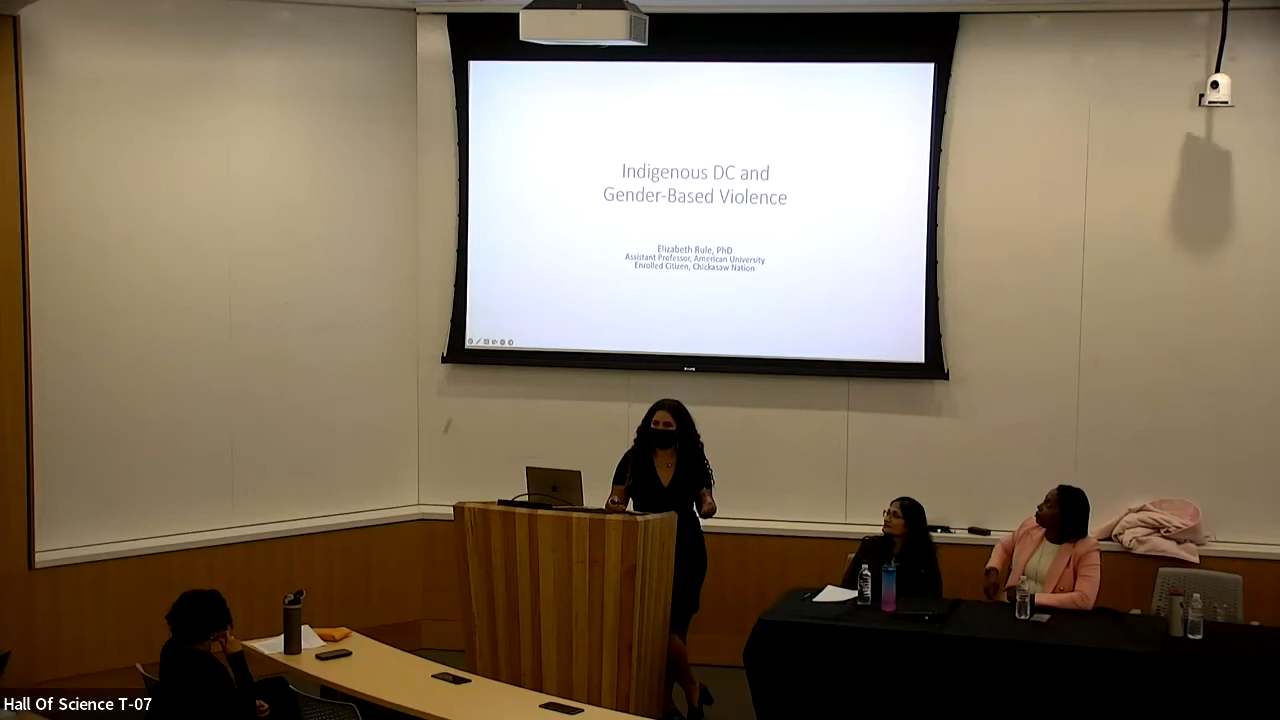 Indigenous DC and
Gender-Based Violence
Elizabeth Rule, PhD
Assistant Professor, American University
Enrolled Citizen, Chickasaw Nation
Hall Of Science T-07